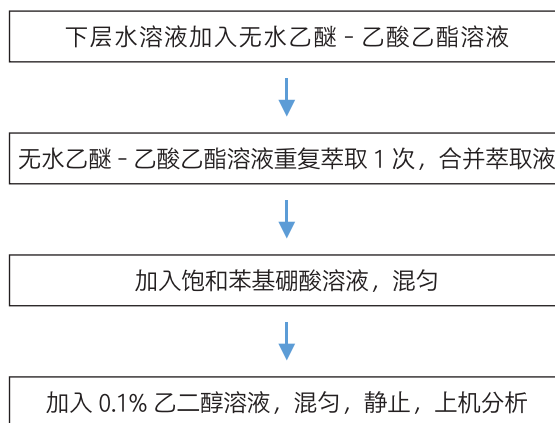 下层水溶液加入无水乙醚 - 乙酸乙酯溶液
无水乙醚 - 乙酸乙酯溶液重复萃取 1 次，合并萃取液
加入饱和苯基硼酸溶液，混匀
加入 0.1% 乙二醇溶液，混匀，静止，上机分析